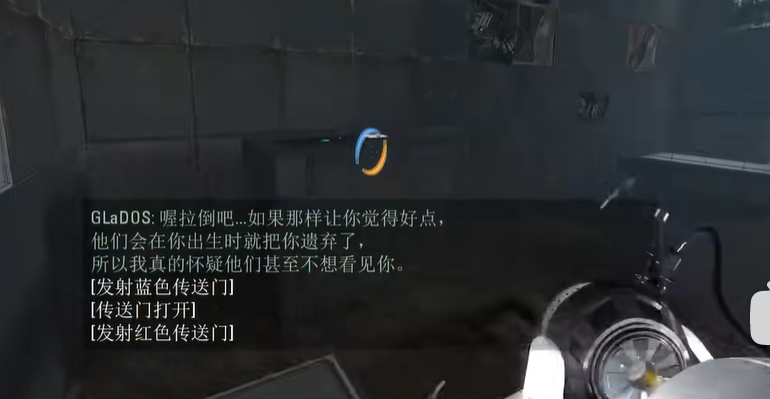 GLaDOS: 喔拉倒吧...如果那样让你觉得好点，
他们会在你出生时就把你遗弃了，
所以我真的怀疑他们甚至不想看见你。
[发射蓝色传送门]
[传送门打开]
[发射红色传送门]